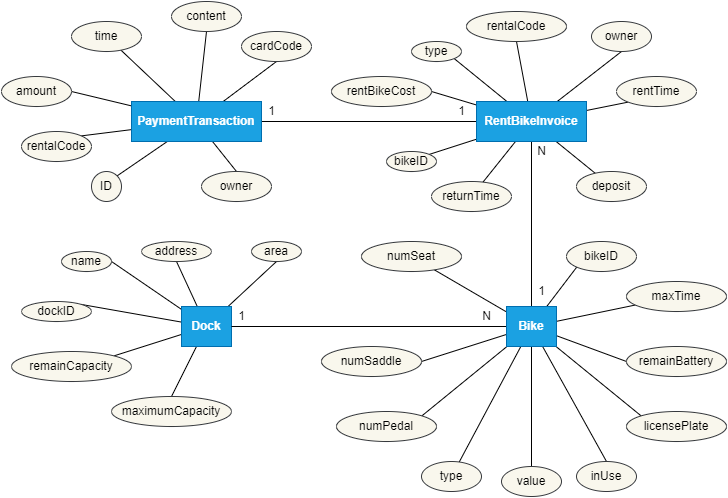 content
time
cardCode
amount
PaymentTransaction
1
rentalCode
ID
owner
rentalCode
type
owner
rentBikeCost
rentTime
1
RentBikeInvoice
N
bikeID
returnTime
deposit
address
area
name
dockID
Dock
1
remainCapacity
maximumCapacity
numSeat
bikeID
1
maxTime
N
Bike
numSaddle
remainBattery
numPedal
licensePlate
type
value
inUse